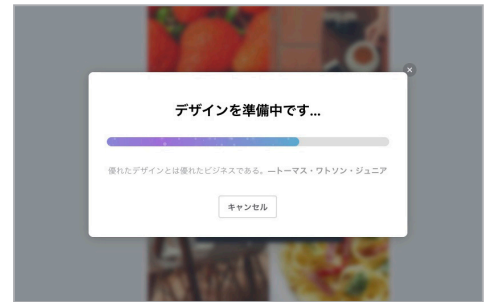 デザインを準備中です...
優れたデザインとは優れたビジネスである。—トーマス・ワトソン・ジュニア
キャンセル